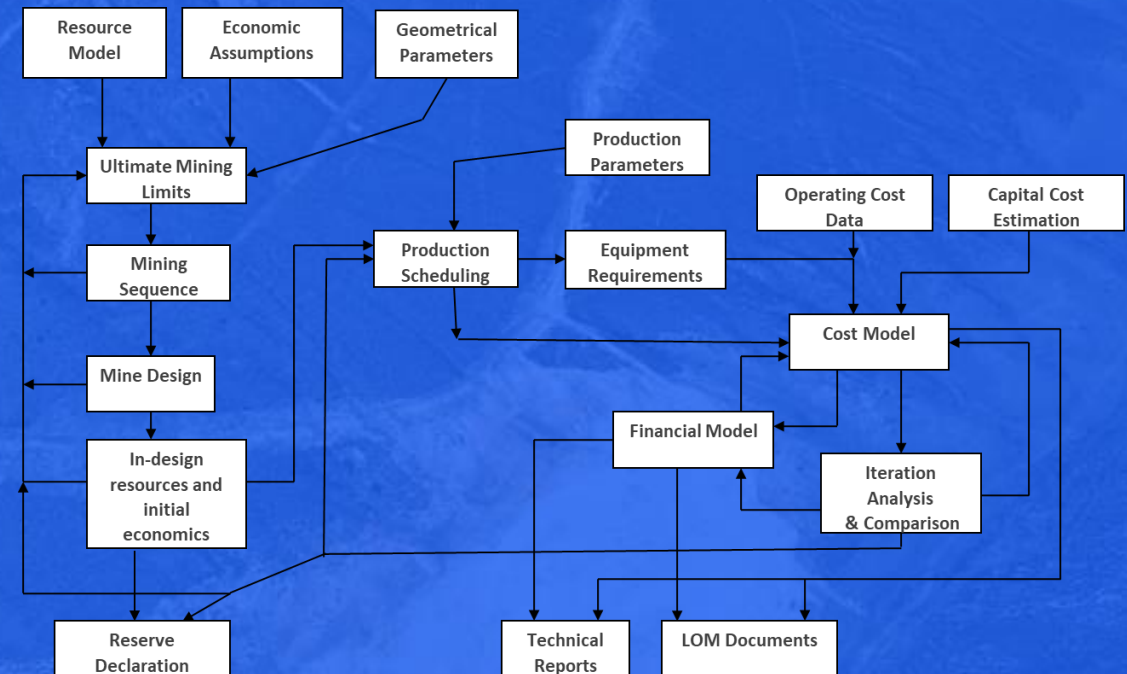 Resource
Model
Economic
Assumptions
Geometrical
Parameters
Production
Parameters
Ultimate Mining
Limits
Operating Cost
Data
Capital Cost
Estimation
Mining
Sequence
Production
Scheduling
Equipment
Requirements
Cost Model
Mine Design
Financial Model
In-design
resources and
initial
economics
Iteration
Analysis
& Comparison
Reserve
Declaration
Technical
Reports
LOM Documents